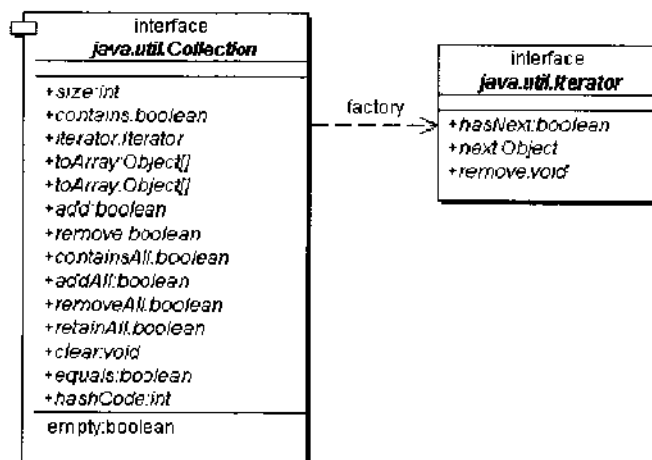 interface
java.util.Collection
+size:int
+contains:boolean
+iterator:Iterator
+toArray:Object[]
+toArray:Object[]
+add:boolean
+remove:boolean
+containsAll:boolean
+addAll:boolean
+removeAll:boolean
+retainAll:boolean
+clear:void
+equals:boolean
+hashCode:int
empty:boolean
factory
interface
java.util.Iterator
+hasNext:boolean
+next:Object
+remove:void